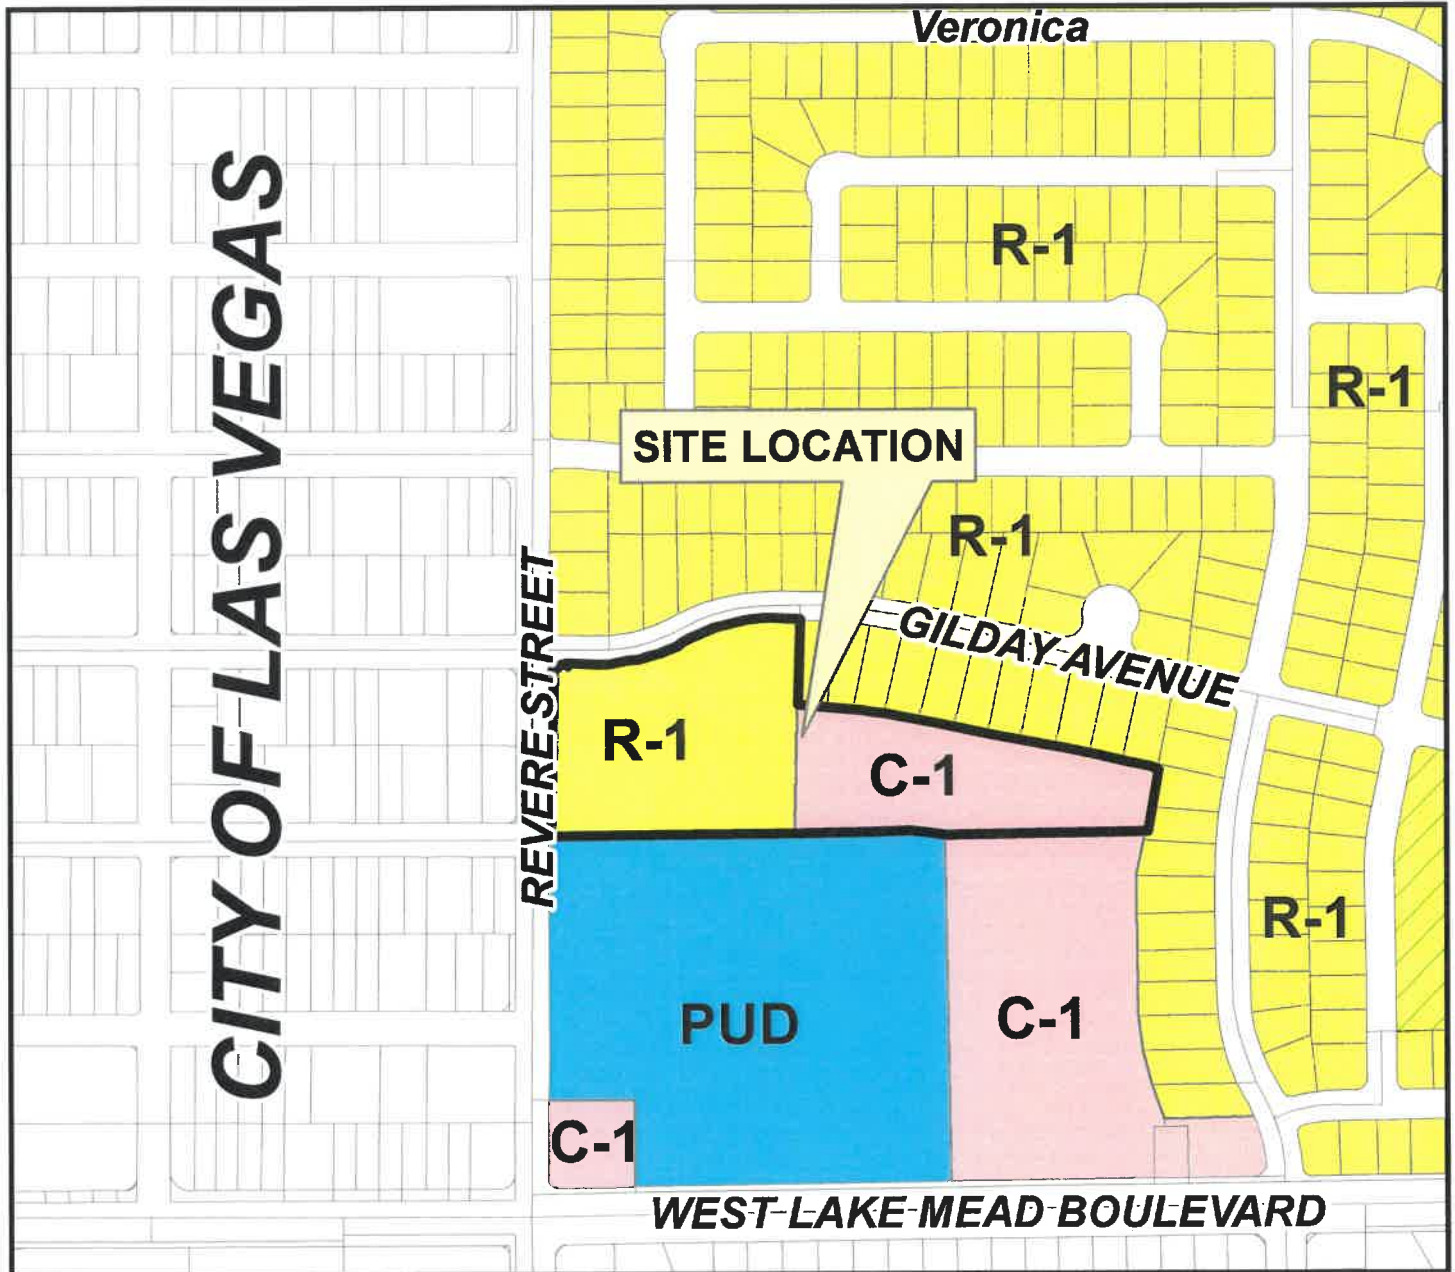 Veronica
CITY OF LAS VEGAS
R-1
R-1
SITE LOCATION
R-1
GILDAY AVENUE
REVERE STREET
R-1
C-1
R-1
PUD
C-1
C-1
WEST LAKE MEAD BOULEVARD